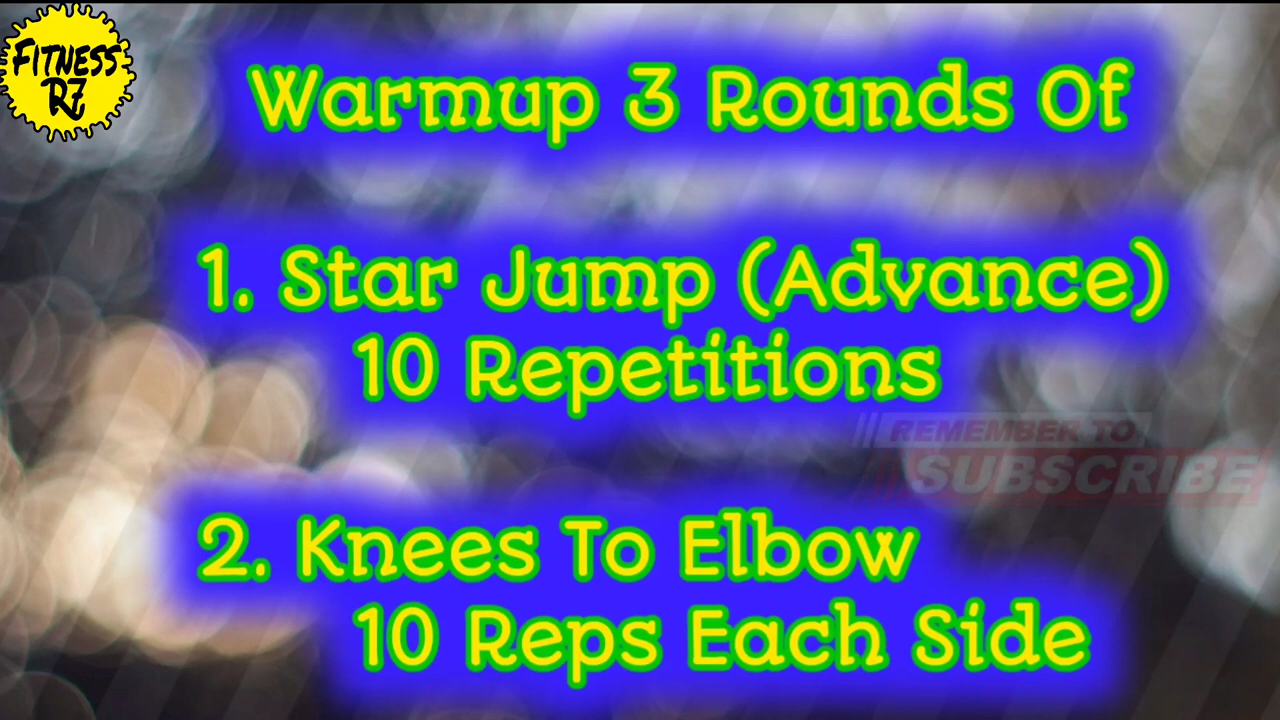 FITNESS
RZ
Warmup 3 Rounds Of
1. Star Jump (Advance)
10 Repetitions
REMEMBER TO
SUBSCRIBE
2. Knees To Elbow
10 Reps Each Side